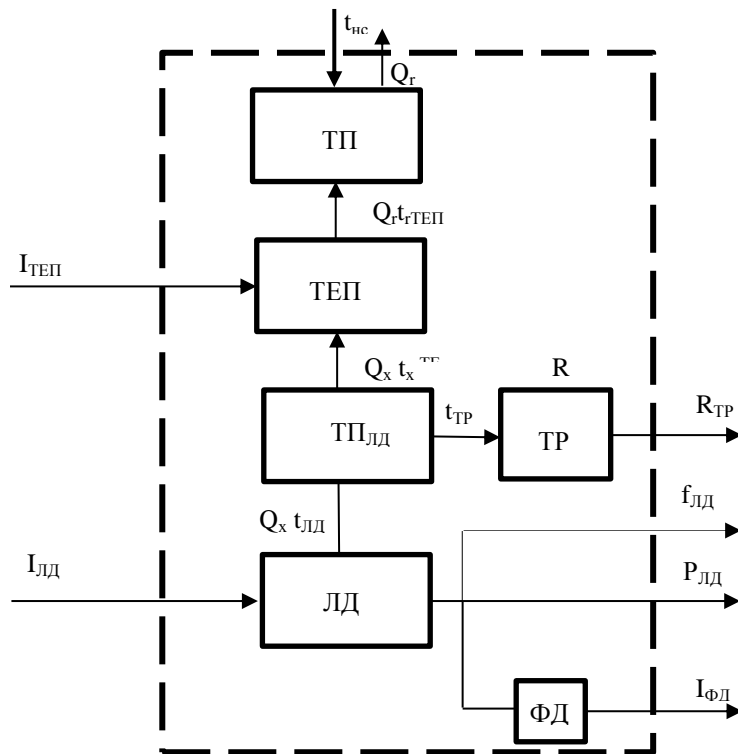 tнс
Qr
ТП
QrtrТЕП
IТЕП
ТЕП
Qx tx
R
tТР
RТР
ТПЛД
ТР
fЛД
Qx tЛД
IЛД
PЛД
ЛД
IФД
ФД